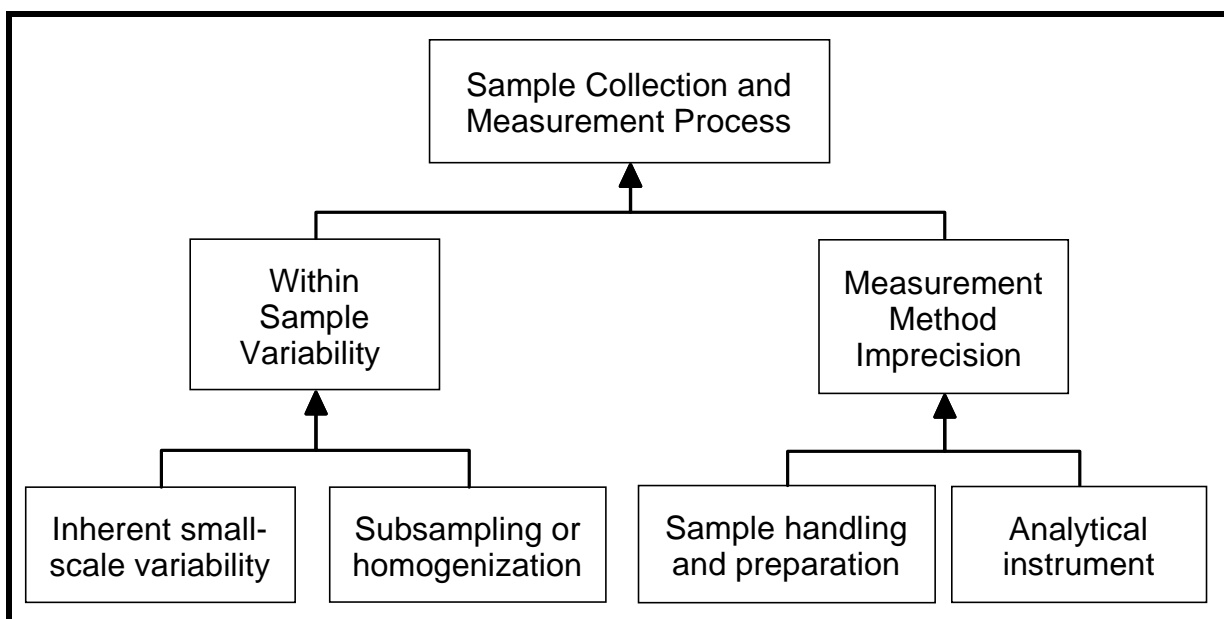 Sample Collection and
Measurement Process
Within
Sample
Variability
Measurement
Method
Imprecision
Inherent small-
scale variability
Subsampling or
homogenization
Sample handling
and preparation
Analytical
instrument